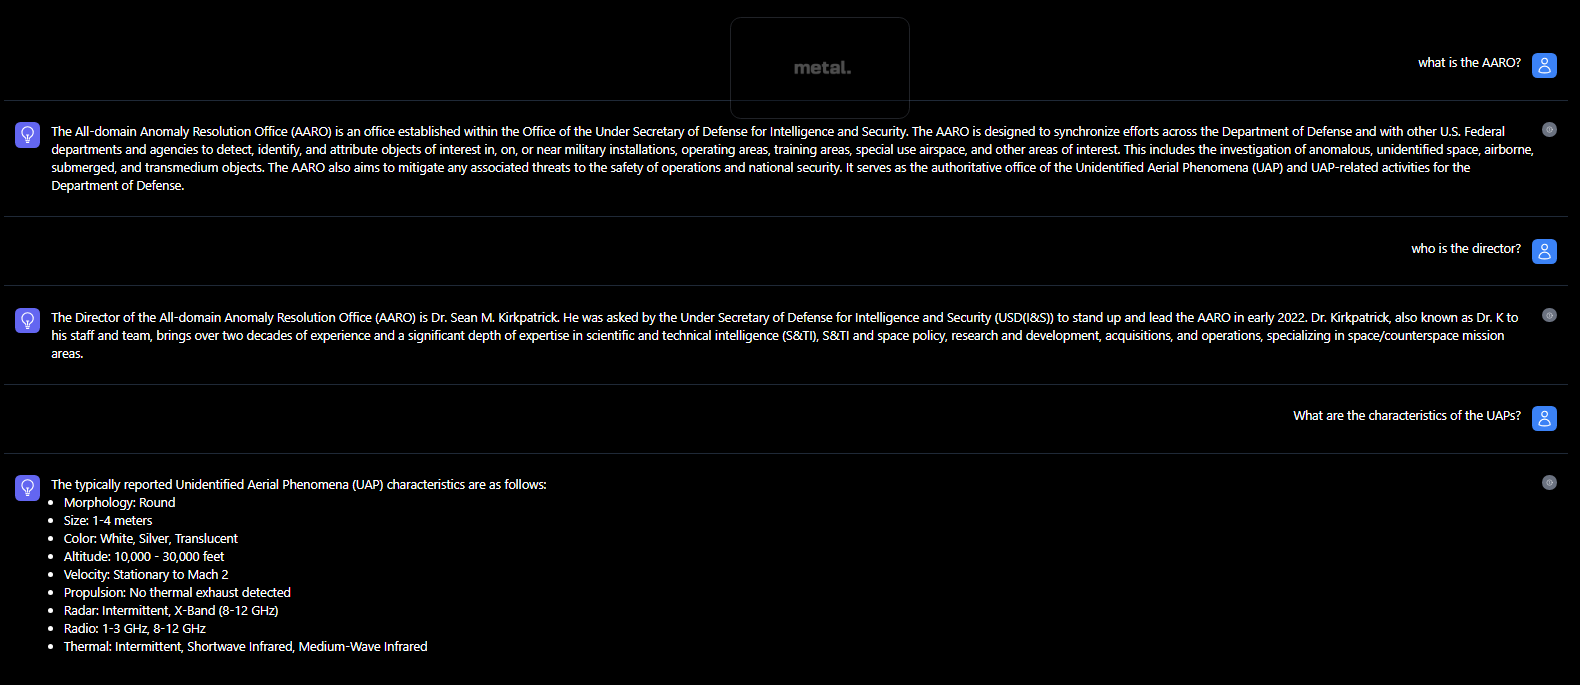 metal.
what is the AARO?
The All-domain Anomaly Resolution Office (AARO) is an office established within the Office of the Under Secretary of Defense for Intelligence and Security. The AARO is designed to synchronize efforts across the Department of Defense and with other U.S. Federal
departments and agencies to detect, identify, and attribute objects of interest in, on, or near military installations, operating areas, training areas, special use airspace, and other areas of interest. This includes the investigation of anomalous, unidentified space, airborne,
submerged, and transmedium objects. The AARO also aims to mitigate any associated threats to the safety of operations and national security. It serves as the authoritative office of the Unidentified Aerial Phenomena (UAP) and UAP-related activities for the
Department of Defense.
who is the director?
The Director of the All-domain Anomaly Resolution Office (AARO) is Dr. Sean M. Kirkpatrick. He was asked by the Under Secretary of Defense for Intelligence and Security (USD(I&S)) to stand up and lead the AARO in early 2022. Dr. Kirkpatrick, also known as Dr. K to
his staff and team, brings over two decades of experience and a significant depth of expertise in scientific and technical intelligence (S&TI), S&TI and space policy, research and development, acquisitions, and operations, specializing in space/counterspace mission
areas.
What are the characteristics of the UAPs?
The typically reported Unidentified Aerial Phenomena (UAP) characteristics are as follows:
• Morphology: Round
• Size: 1-4 meters
• Color: White, Silver, Translucent
• Altitude: 10,000 - 30,000 feet
• Velocity: Stationary to Mach 2
• Propulsion: No thermal exhaust detected
• Radar: Intermittent, X-Band (8-12 GHz)
• Radio: 1-3 GHz, 8-12 GHz
• Thermal: Intermittent, Shortwave Infrared, Medium-Wave Infrared